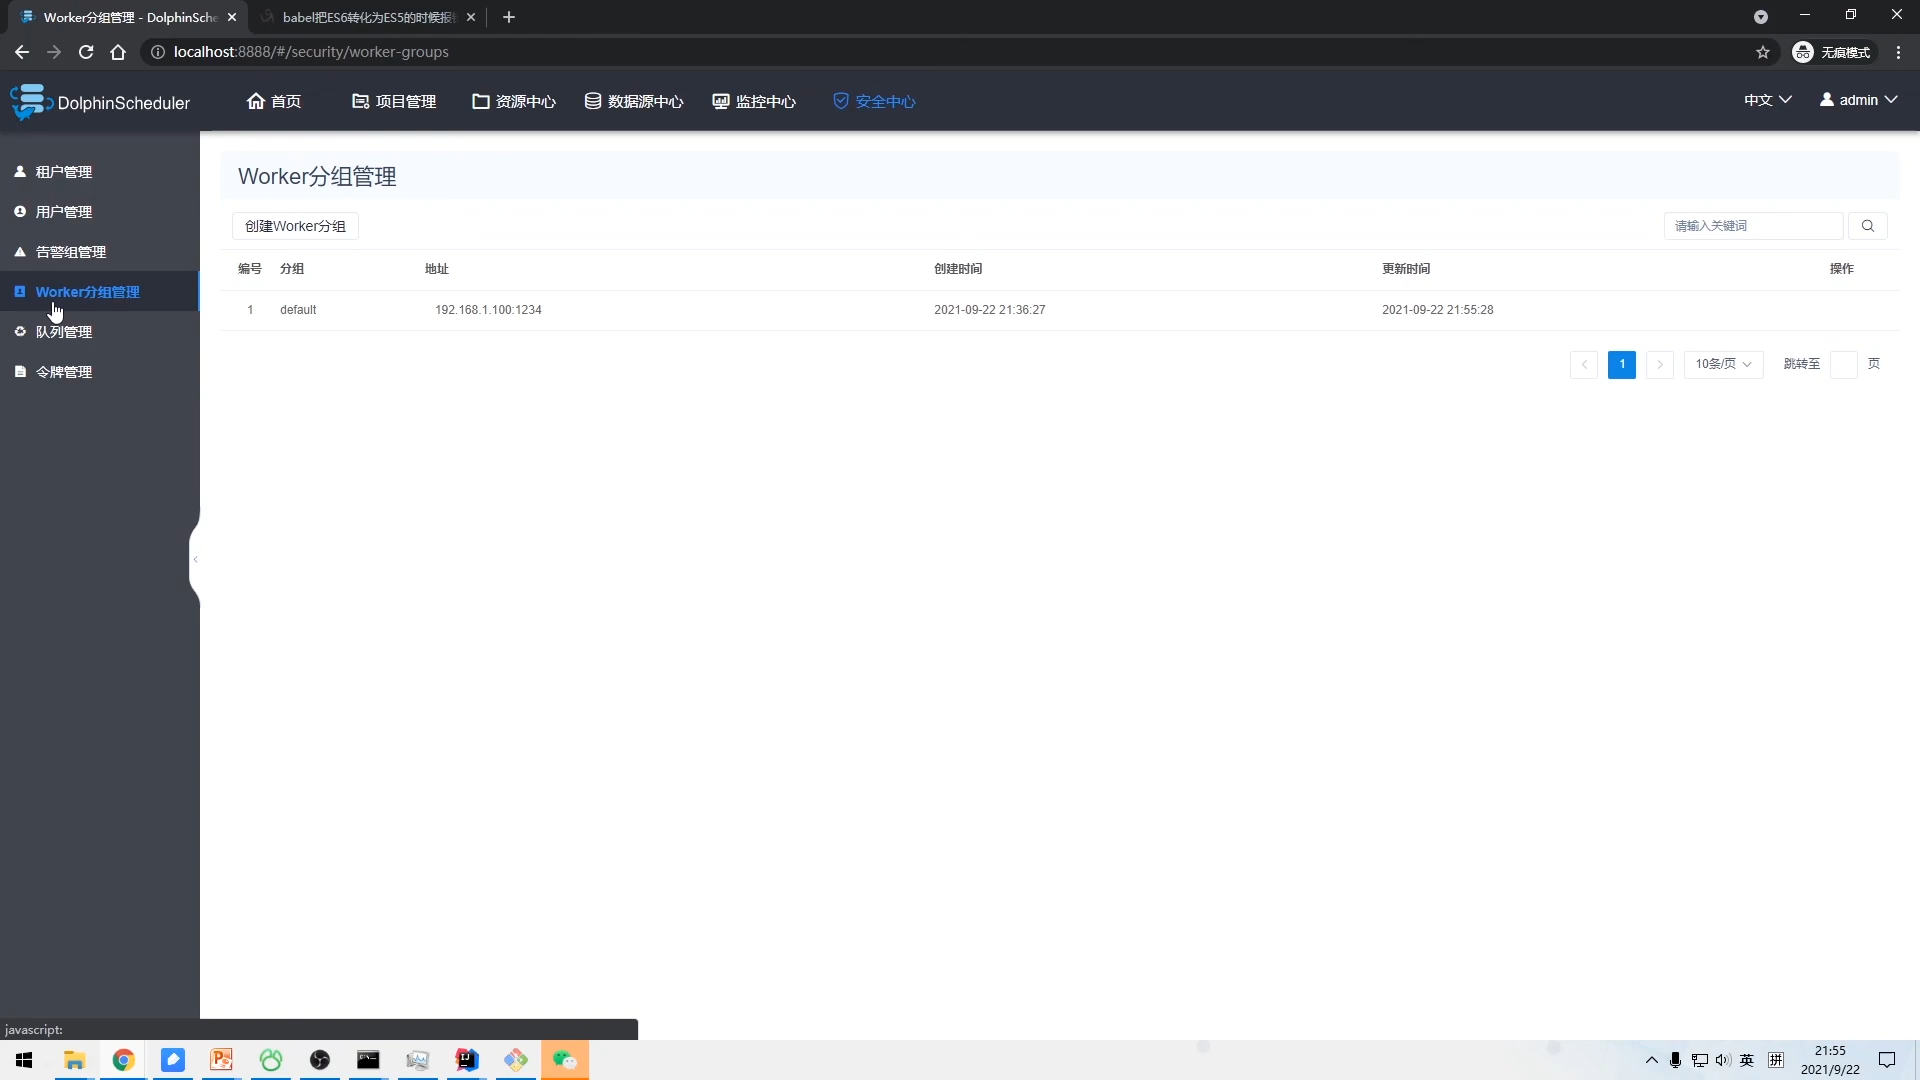 Worker分组管理 - DolphinSche
babel把ES6转化为ES5的时候报
localhost:8888/#/security/worker-groups
无痕模式
DolphinScheduler
首页
项目管理
资源中心
数据源中心
监控中心
安全中心
中文
admin
租户管理
用户管理
告警组管理
Worker分组管理
队列管理
令牌管理
Worker分组管理
创建Worker分组
请输入关键词
编号 分组 地址 创建时间 更新时间 操作
1 default 192.168.1.100:1234 2021-09-22 21:36:27 2021-09-22 21:55:28
1 10条/页 跳转至 页
javascript:
英 拼
21:55
2021/9/22